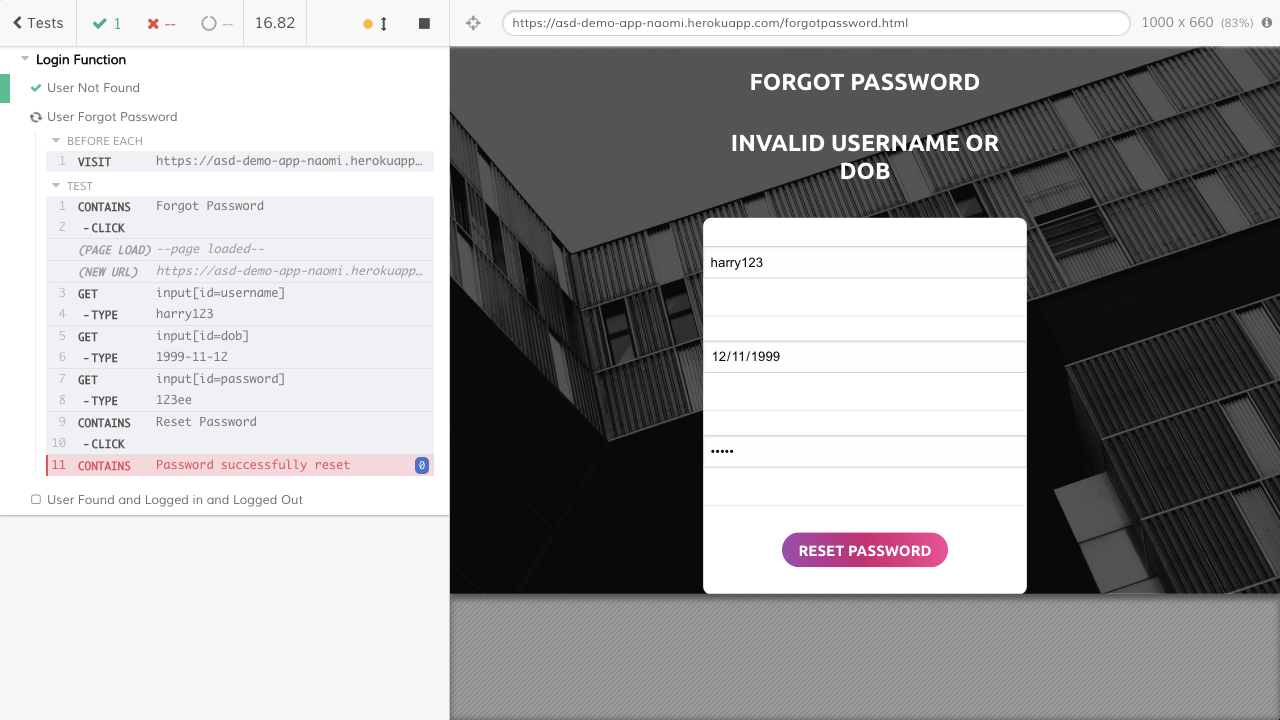 Tests 1 -- -- 16.82 https://asd-demo-app-naomi.herokuapp.com/forgotpassword.html 1000 x 660 (83%)
Login Function
User Not Found
User Forgot Password
BEFORE EACH
1 VISIT https://asd-demo-app-naomi.herokuapp…
TEST
1 CONTAINS Forgot Password
2 -CLICK
(PAGE LOAD) --page loaded--
(NEW URL) https://asd-demo-app-naomi.herokuapp…
3 GET input[id=username]
4 -TYPE harry123
5 GET input[id=dob]
6 -TYPE 1999-11-12
7 GET input[id=password]
8 -TYPE 123ee
9 CONTAINS Reset Password
10 -CLICK
11 CONTAINS Password successfully reset 0
User Found and Logged in and Logged Out
FORGOT PASSWORD
INVALID USERNAME OR
DOB
harry123
12/11/1999
•••••
RESET PASSWORD